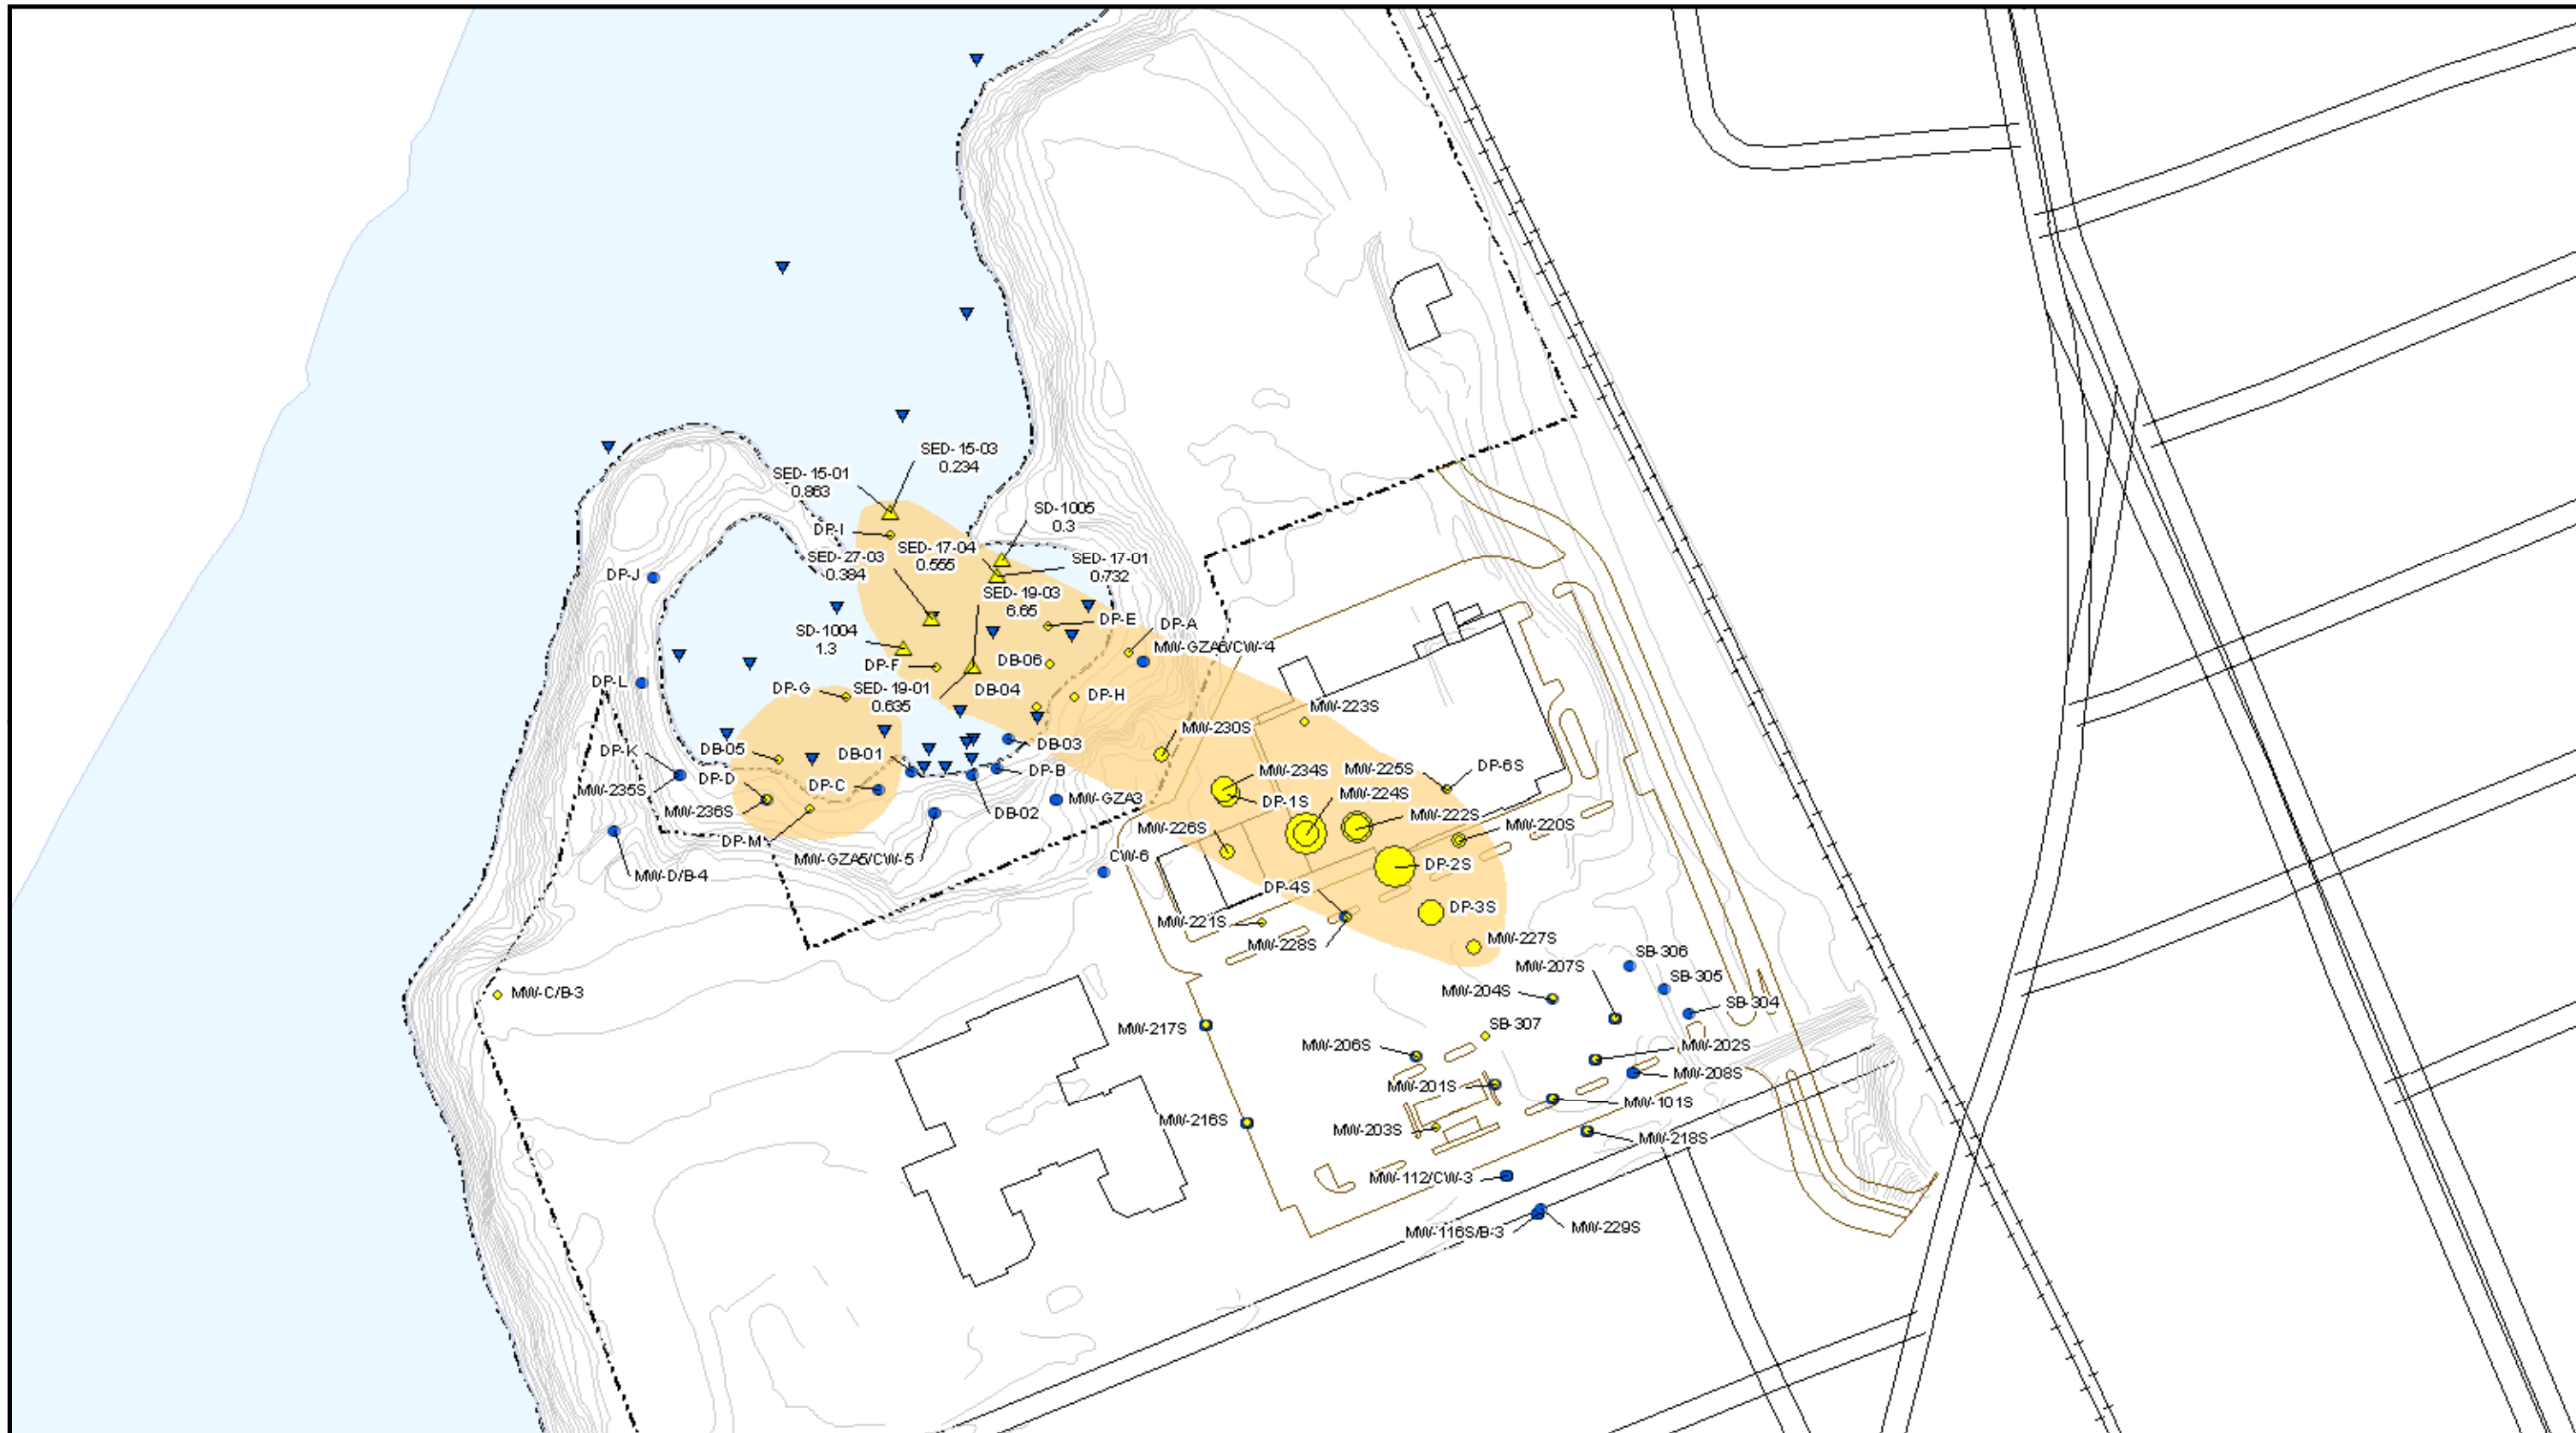 SED-15-03
0.234
SED-15-01
0.863
SD-1005
0.3
DP-I
SED-17-04
0.555
SED-27-03
0.384
SED-17-01
0.732
DP-J
SED-19-03
6.65
DP-E
DP-A
SD-1004
1.3
MW-GZA6/CW-4
DP-F
DB-06
DP-L
DP-G
SED-19-01
0.635
DB-04
DP-H
MW-223S
MW-230S
DP-K
DB-05
DB-01
DB-03
DP-D
MW-235S
DP-C
DP-B
MW-234S
MW-225S
DP-6S
MW-236S
MW-GZA3
DP-1S
MW-224S
DB-02
MW-222S
MW-226S
MW-220S
DP-M
MW-GZA5/CW-5
CW-6
DP-2S
MW-D/B-4
DP-4S
DP-3S
MW-221S
MW-228S
MW-227S
SB-306
MW-207S
SB-305
MW-C/B-3
MW-204S
SB-304
MW-217S
SB-307
MW-206S
MW-202S
MW-208S
MW-201S
MW-101S
MW-216S
MW-203S
MW-218S
MW-112/CW-3
MW-116S/B-3
MW-229S